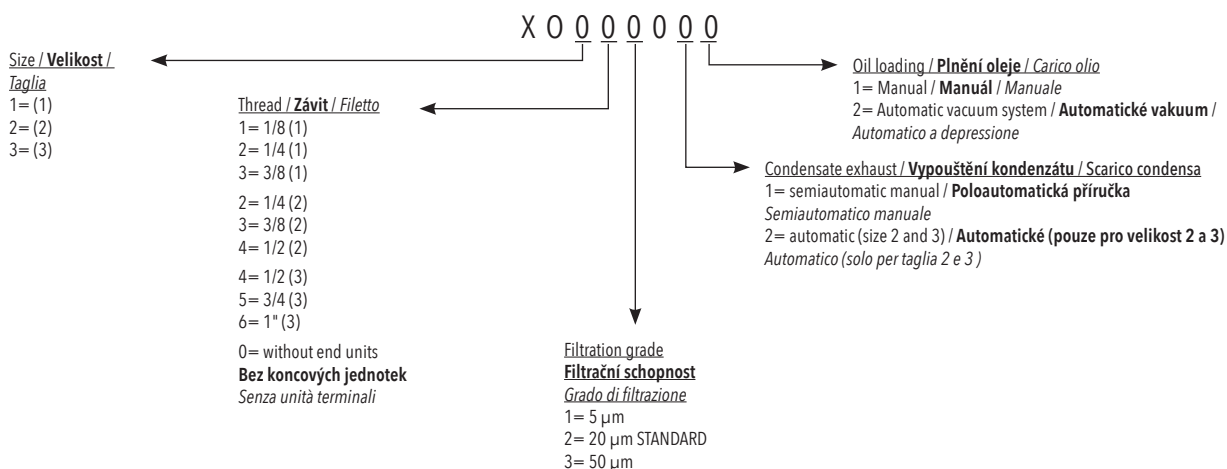 X O 0 0 0 0 0 0
Size / Velikost /
Taglia
1= (1)
2= (2)
3= (3)
Thread / Závit / Filetto
1= 1/8 (1)
2= 1/4 (1)
3= 3/8 (1)
2= 1/4 (2)
3= 3/8 (2)
4= 1/2 (2)
4= 1/2 (3)
5= 3/4 (3)
6= 1" (3)
0= without end units
Bez koncových jednotek
Senza unità terminali
Filtration grade
Filtrační schopnost
Grado di filtrazione
1= 5 µm
2= 20 µm STANDARD
3= 50 µm
Oil loading / Plnění oleje / Carico olio
1= Manual / Manuál / Manuale
2= Automatic vacuum system / Automatické vakuum /
Automatico a depressione
Condensate exhaust / Vypouštění kondenzátu / Scarico condensa
1= semiautomatic manual / Poloautomatická příručka
Semiautomatico manuale
2= automatic (size 2 and 3) / Automatické (pouze pro velikost 2 a 3)
Automatico (solo per taglia 2 e 3 )